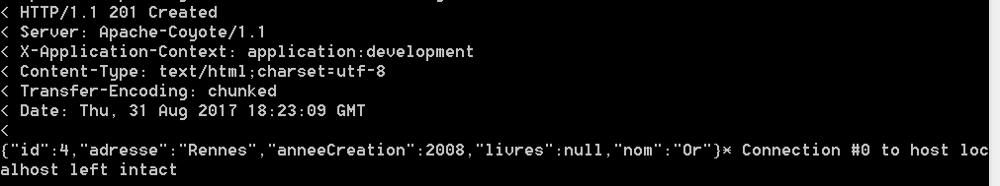 < HTTP/1.1 201 Created
< Server: Apache-Coyote/1.1
< X-Application-Context: application:development
< Content-Type: text/html;charset=utf-8
< Transfer-Encoding: chunked
< Date: Thu, 31 Aug 2017 18:23:09 GMT
<
{"id":4,"adresse":"Rennes","anneeCreation":2008,"livres":null,"nom":"Or"}* Connection #0 to host loc
alhost left intact